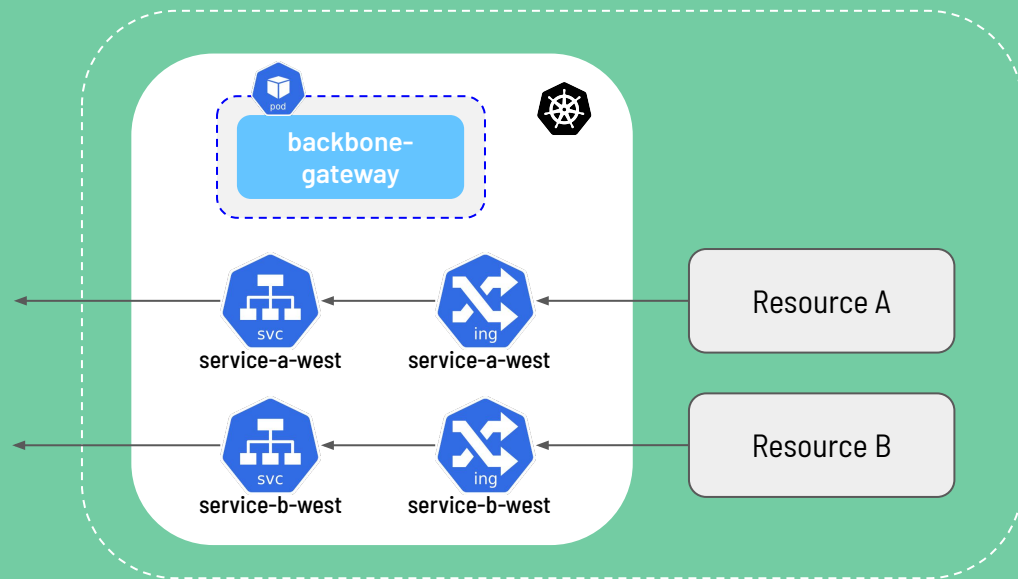 pod
backbone-
gateway
svc
ing
Resource A
service-a-west
service-a-west
svc
ing
Resource B
service-b-west
service-b-west